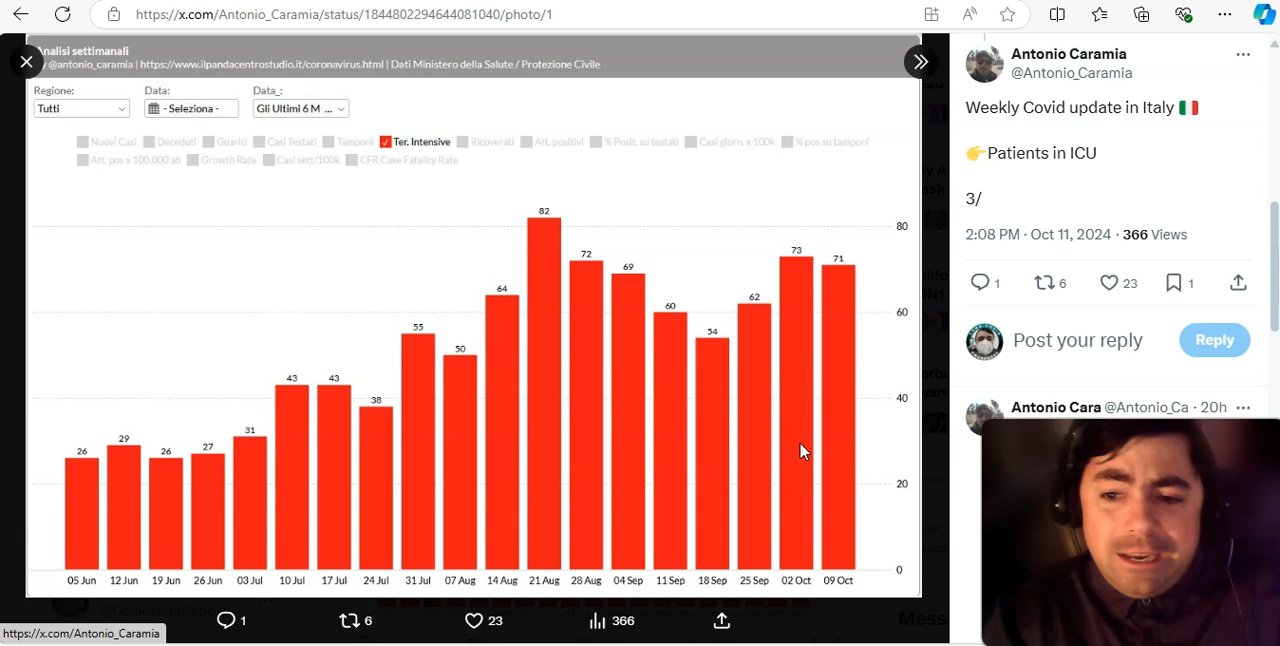 https://x.com/Antonio_Caramia/status/1844802294644081040/photo/1
Analisi settimanali
@antonio_caramia | https://www.ilpandacentrostudio.it/coronavirus.html | Dati Ministero della Salute / Protezione Civile
Regione: Data: Data_:
Tutti - Seleziona - Gli Ultimi 6 M ...
Nuovi Casi Deceduti Guariti Casi Testati Tamponi Ter. Intensive Ricoverati Att. positivi % Posit. su testati Casi giorn. x 100k % pos su tamponi
Att. pos x 100.000 ab Growth Rate Casi sett/100k CFR Case Fatality Rate
26 29 26 27 31 43 43 38 55 50 64 82 72 69 60 54 62 73 71
80
60
40
20
0
05 Jun 12 Jun 19 Jun 26 Jun 03 Jul 10 Jul 17 Jul 24 Jul 31 Jul 07 Aug 14 Aug 21 Aug 28 Aug 04 Sep 11 Sep 18 Sep 25 Sep 02 Oct 09 Oct
1 6 23 366
https://x.com/Antonio_Caramia
Antonio Caramia
@Antonio_Caramia
Weekly Covid update in Italy
Patients in ICU
3/
2:08 PM · Oct 11, 2024 · 366 Views
1 6 23 1
Post your reply
Reply
Antonio Cara @Antonio_Ca · 20h
Mess